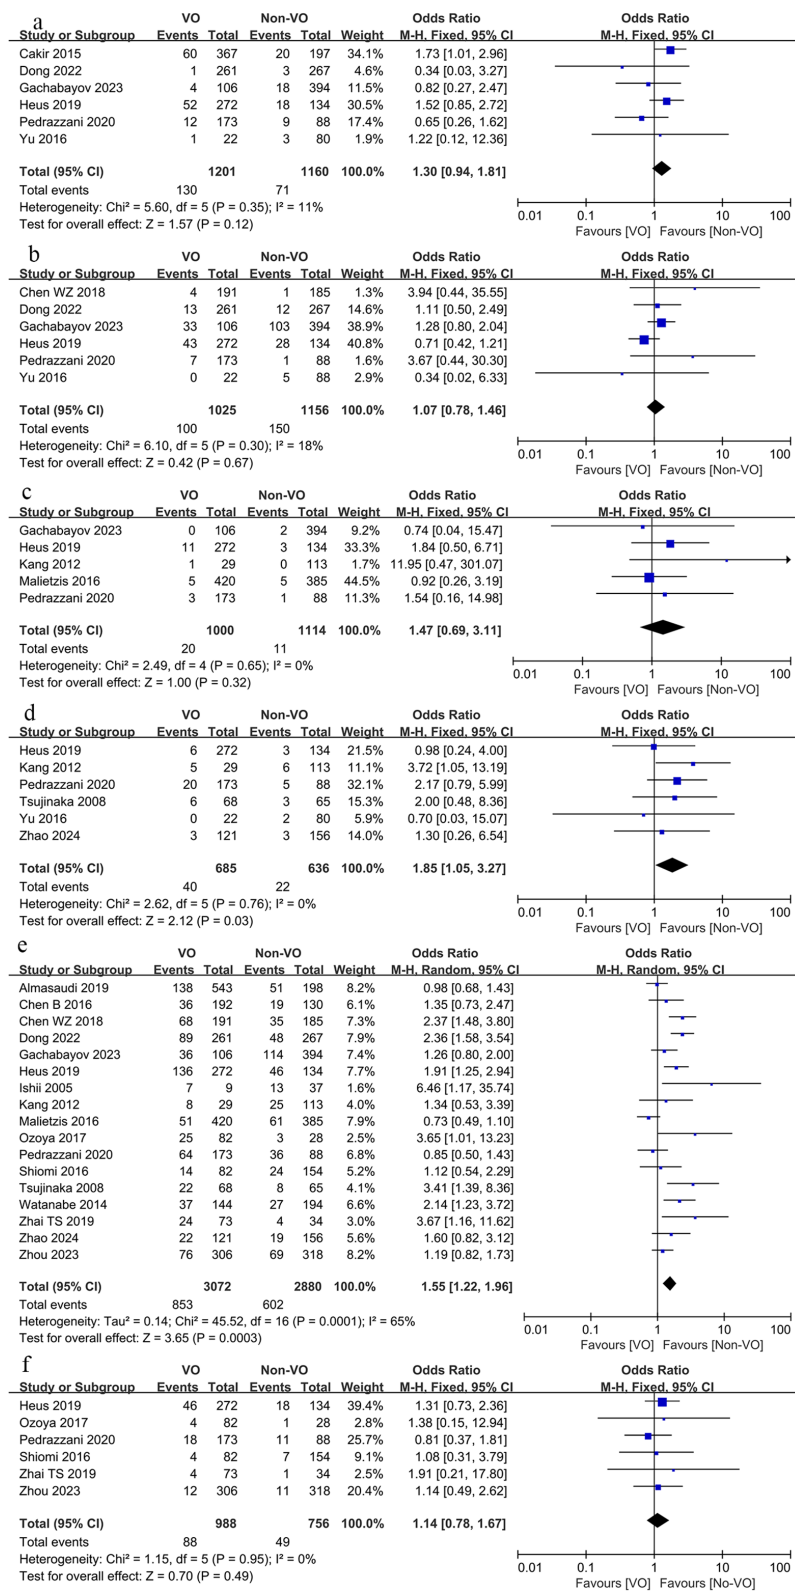 a
VO Non-VO Odds Ratio Odds Ratio
Study or Subgroup Events Total Events Total Weight M-H, Fixed, 95% CI M-H, Fixed, 95% CI
Cakir 2015 60 367 20 197 34.1% 1.73 [1.01, 2.96]
Dong 2022 1 261 3 267 4.6% 0.34 [0.03, 3.27]
Gachabayov 2023 4 106 18 394 11.5% 0.82 [0.27, 2.47]
Heus 2019 52 272 18 134 30.5% 1.52 [0.85, 2.72]
Pedrazzani 2020 12 173 9 88 17.4% 0.65 [0.26, 1.62]
Yu 2016 1 22 3 80 1.9% 1.22 [0.12, 12.36]
Total (95% CI) 1201 1160 100.0% 1.30 [0.94, 1.81]
Total events 130 71
Heterogeneity: Chi² = 5.60, df = 5 (P = 0.35); I² = 11%
Test for overall effect: Z = 1.57 (P = 0.12)
0.01 0.1 1 10 100
Favours [VO] Favours [Non-VO]
b
VO Non-VO Odds Ratio Odds Ratio
Study or Subgroup Events Total Events Total Weight M-H, Fixed, 95% CI M-H, Fixed, 95% CI
Chen WZ 2018 4 191 1 185 1.3% 3.94 [0.44, 35.55]
Dong 2022 13 261 12 267 14.6% 1.11 [0.50, 2.49]
Gachabayov 2023 33 106 103 394 38.9% 1.28 [0.80, 2.04]
Heus 2019 43 272 28 134 40.8% 0.71 [0.42, 1.21]
Pedrazzani 2020 7 173 1 88 1.6% 3.67 [0.44, 30.30]
Yu 2016 0 22 5 88 2.9% 0.34 [0.02, 6.33]
Total (95% CI) 1025 1156 100.0% 1.07 [0.78, 1.46]
Total events 100 150
Heterogeneity: Chi² = 6.10, df = 5 (P = 0.30); I² = 18%
Test for overall effect: Z = 0.42 (P = 0.67)
0.01 0.1 1 10 100
Favours [VO] Favours [Non-VO]
c
VO Non-VO Odds Ratio Odds Ratio
Study or Subgroup Events Total Events Total Weight M-H, Fixed, 95% CI M-H, Fixed, 95% CI
Gachabayov 2023 0 106 2 394 9.2% 0.74 [0.04, 15.47]
Heus 2019 11 272 3 134 33.3% 1.84 [0.50, 6.71]
Kang 2012 1 29 0 113 1.7% 11.95 [0.47, 301.07]
Malietzis 2016 5 420 5 385 44.5% 0.92 [0.26, 3.19]
Pedrazzani 2020 3 173 1 88 11.3% 1.54 [0.16, 14.98]
Total (95% CI) 1000 1114 100.0% 1.47 [0.69, 3.11]
Total events 20 11
Heterogeneity: Chi² = 2.49, df = 4 (P = 0.65); I² = 0%
Test for overall effect: Z = 1.00 (P = 0.32)
0.01 0.1 1 10 100
Favours [VO] Favours [Non-VO]
d
VO Non-VO Odds Ratio Odds Ratio
Study or Subgroup Events Total Events Total Weight M-H, Fixed, 95% CI M-H, Fixed, 95% CI
Heus 2019 6 272 3 134 21.5% 0.98 [0.24, 4.00]
Kang 2012 5 29 6 113 11.1% 3.72 [1.05, 13.19]
Pedrazzani 2020 20 173 5 88 32.1% 2.17 [0.79, 5.99]
Tsujinaka 2008 6 68 3 65 15.3% 2.00 [0.48, 8.36]
Yu 2016 0 22 2 80 5.9% 0.70 [0.03, 15.07]
Zhao 2024 3 121 3 156 14.0% 1.30 [0.26, 6.54]
Total (95% CI) 685 636 100.0% 1.85 [1.05, 3.27]
Total events 40 22
Heterogeneity: Chi² = 2.62, df = 5 (P = 0.76); I² = 0%
Test for overall effect: Z = 2.12 (P = 0.03)
0.01 0.1 1 10 100
Favours [VO] Favours [Non-VO]
e
VO Non-VO Odds Ratio Odds Ratio
Study or Subgroup Events Total Events Total Weight M-H, Random, 95% CI M-H, Random, 95% CI
Almasaudi 2019 138 543 51 198 8.2% 0.98 [0.68, 1.43]
Chen B 2016 36 192 19 130 6.1% 1.35 [0.73, 2.47]
Chen WZ 2018 68 191 35 185 7.3% 2.37 [1.48, 3.80]
Dong 2022 89 261 48 267 7.9% 2.36 [1.58, 3.54]
Gachabayov 2023 36 106 114 394 7.4% 1.26 [0.80, 2.00]
Heus 2019 136 272 46 134 7.7% 1.91 [1.25, 2.94]
Ishii 2005 7 9 13 37 1.6% 6.46 [1.17, 35.74]
Kang 2012 8 29 25 113 4.0% 1.34 [0.53, 3.39]
Malietzis 2016 51 420 61 385 7.9% 0.73 [0.49, 1.10]
Ozoya 2017 25 82 3 28 2.5% 3.65 [1.01, 13.23]
Pedrazzani 2020 64 173 36 88 6.8% 0.85 [0.50, 1.43]
Shiomi 2016 14 82 24 154 5.2% 1.12 [0.54, 2.29]
Tsujinaka 2008 22 68 8 65 4.1% 3.41 [1.39, 8.36]
Watanabe 2014 37 144 27 194 6.6% 2.14 [1.23, 3.72]
Zhai TS 2019 24 73 4 34 3.0% 3.67 [1.16, 11.62]
Zhao 2024 22 121 19 156 5.6% 1.60 [0.82, 3.12]
Zhou 2023 76 306 69 318 8.2% 1.19 [0.82, 1.73]
Total (95% CI) 3072 2880 100.0% 1.55 [1.22, 1.96]
Total events 853 602
Heterogeneity: Tau² = 0.14; Chi² = 45.52, df = 16 (P = 0.0001); I² = 65%
Test for overall effect: Z = 3.65 (P = 0.0003)
0.01 0.1 1 10 100
Favours [VO] Favours [Non-VO]
f
VO Non-VO Odds Ratio Odds Ratio
Study or Subgroup Events Total Events Total Weight M-H, Fixed, 95% CI M-H, Fixed, 95% CI
Heus 2019 46 272 18 134 39.4% 1.31 [0.73, 2.36]
Ozoya 2017 4 82 1 28 2.8% 1.38 [0.15, 12.94]
Pedrazzani 2020 18 173 11 88 25.7% 0.81 [0.37, 1.81]
Shiomi 2016 4 82 7 154 9.1% 1.08 [0.31, 3.79]
Zhai TS 2019 4 73 1 34 2.5% 1.91 [0.21, 17.80]
Zhou 2023 12 306 11 318 20.4% 1.14 [0.49, 2.62]
Total (95% CI) 988 756 100.0% 1.14 [0.78, 1.67]
Total events 88 49
Heterogeneity: Chi² = 1.15, df = 5 (P = 0.95); I² = 0%
Test for overall effect: Z = 0.70 (P = 0.49)
0.01 0.1 1 10 100
Favours [VO] Favours [No-VO]